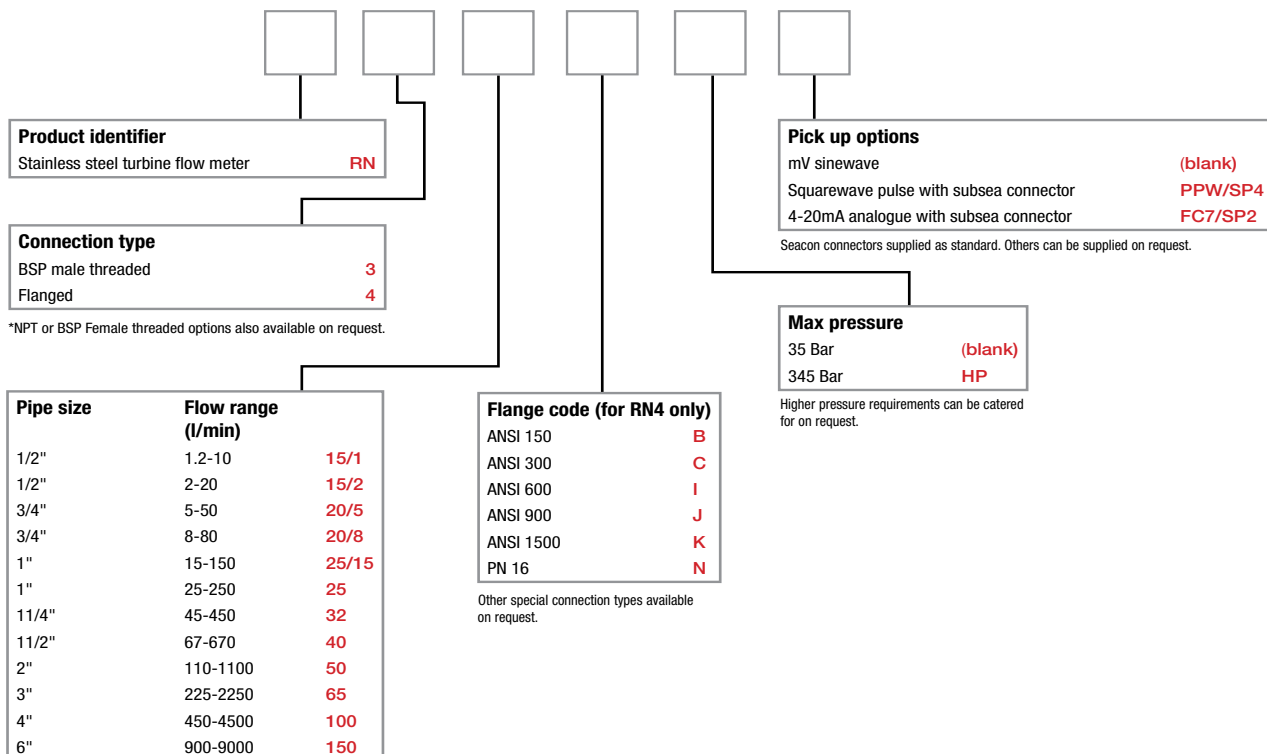 Product identifier
Stainless steel turbine flow meter RN
Connection type
BSP male threaded 3
Flanged 4
*NPT or BSP Female threaded options also available on request.
Pipe size Flow range
(l/min)
1/2" 1.2-10 15/1
1/2" 2-20 15/2
3/4" 5-50 20/5
3/4" 8-80 20/8
1" 15-150 25/15
1" 25-250 25
11/4" 45-450 32
11/2" 67-670 40
2" 110-1100 50
3" 225-2250 65
4" 450-4500 100
6" 900-9000 150
Flange code (for RN4 only)
ANSI 150 B
ANSI 300 C
ANSI 600 I
ANSI 900 J
ANSI 1500 K
PN 16 N
Other special connection types available
on request.
Pick up options
mV sinewave (blank)
Squarewave pulse with subsea connector PPW/SP4
4-20mA analogue with subsea connector FC7/SP2
Seacon connectors supplied as standard. Others can be supplied on request.
Max pressure
35 Bar (blank)
345 Bar HP
Higher pressure requirements can be catered
for on request.